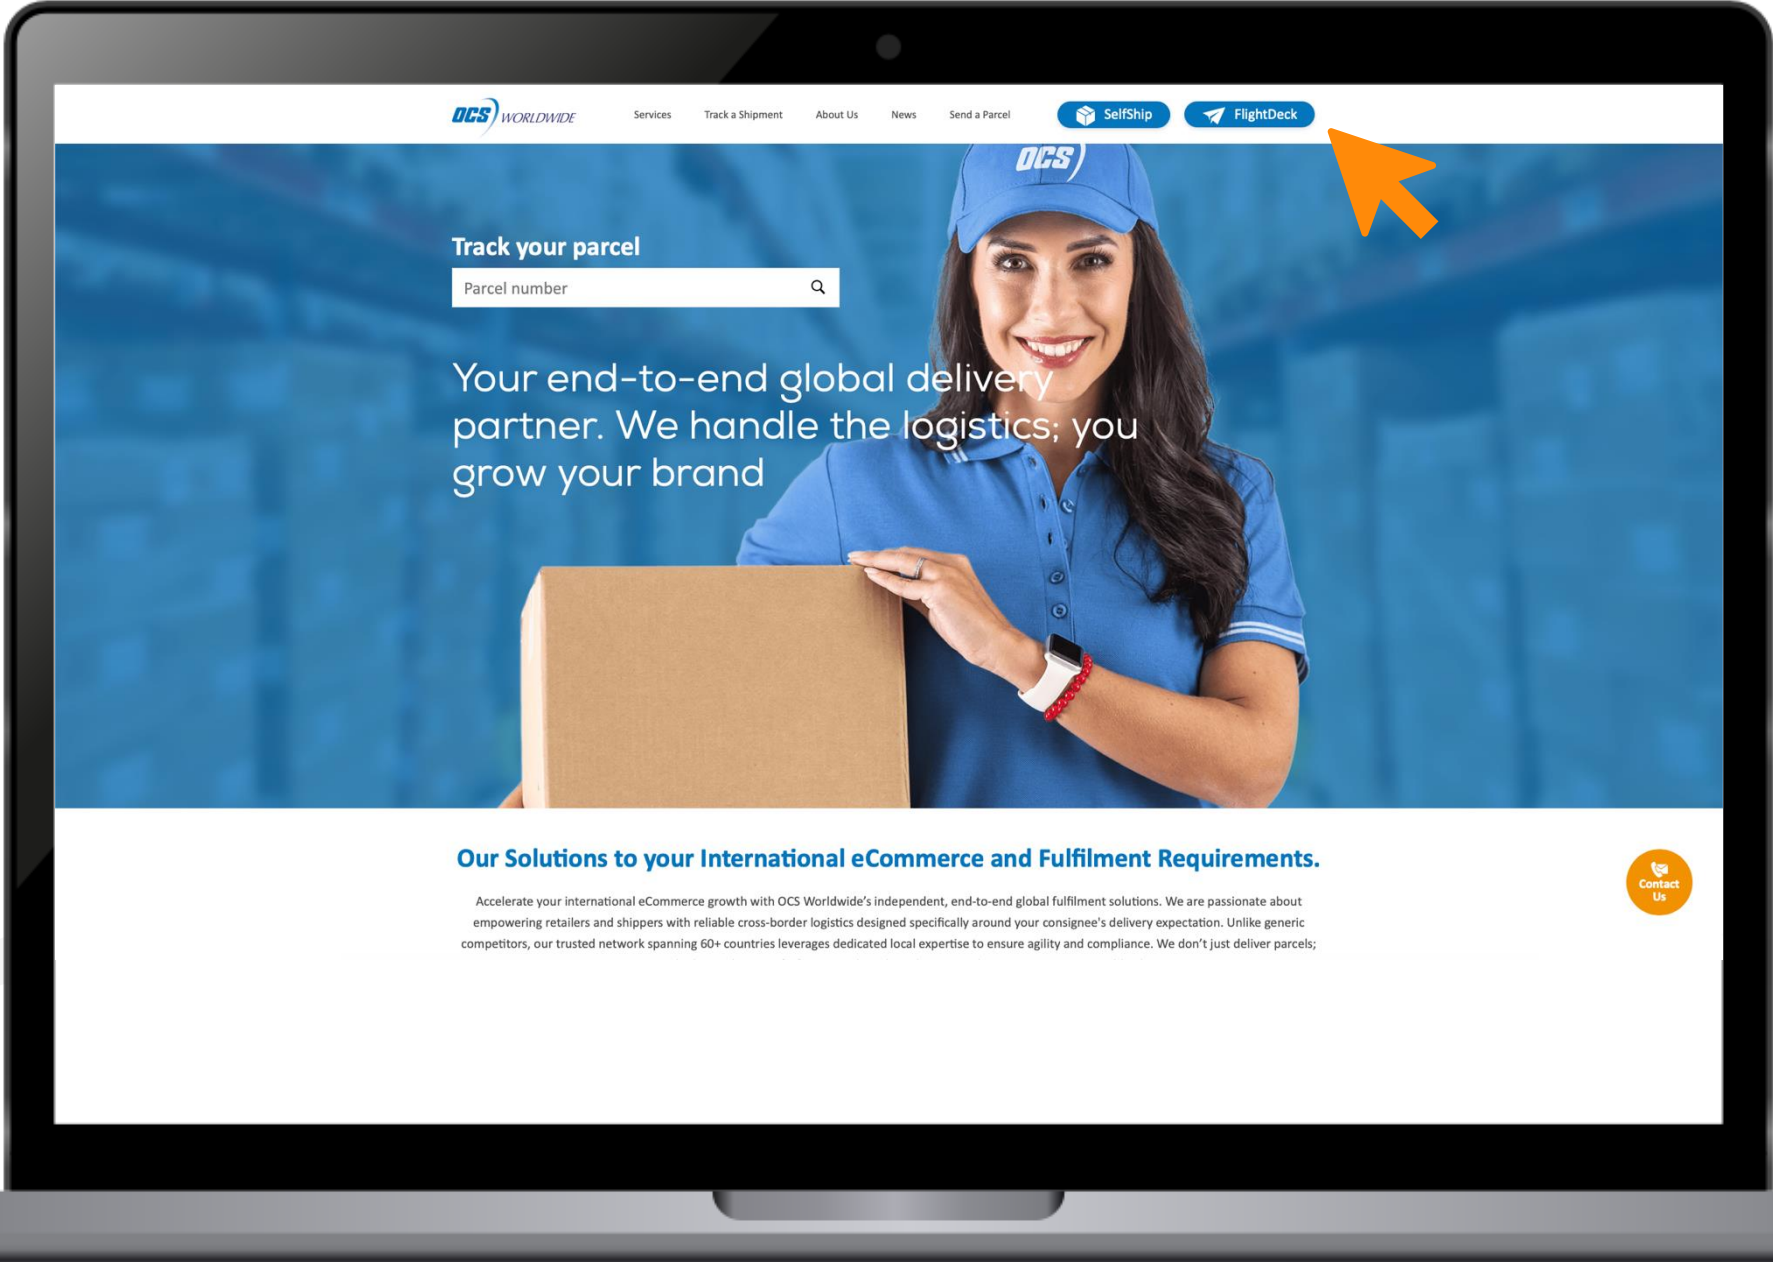 OCS WORLDWIDE
Services
Track a Shipment
About Us
News
Send a Parcel
SelfShip
FlightDeck
OCS
Track your parcel
Parcel number
Your end-to-end global delivery
partner. We handle the logistics; you
grow your brand
Our Solutions to your International eCommerce and Fulfilment Requirements.
Accelerate your international eCommerce growth with OCS Worldwide's independent, end-to-end global fulfilment solutions. We are passionate about
empowering retailers and shippers with reliable cross-border logistics designed specifically around your consignee's delivery expectation. Unlike generic
competitors, our trusted network spanning 60+ countries leverages dedicated local expertise to ensure agility and compliance. We don't just deliver parcels;
Contact
Us